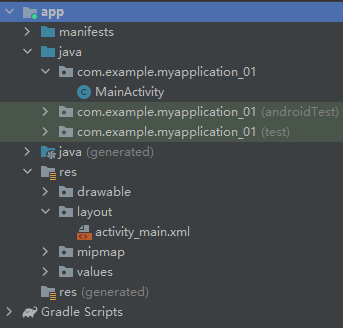 app
manifests
java
com.example.myapplication_01
MainActivity
com.example.myapplication_01 (androidTest)
com.example.myapplication_01 (test)
java (generated)
res
drawable
layout
activity_main.xml
mipmap
values
res (generated)
Gradle Scripts